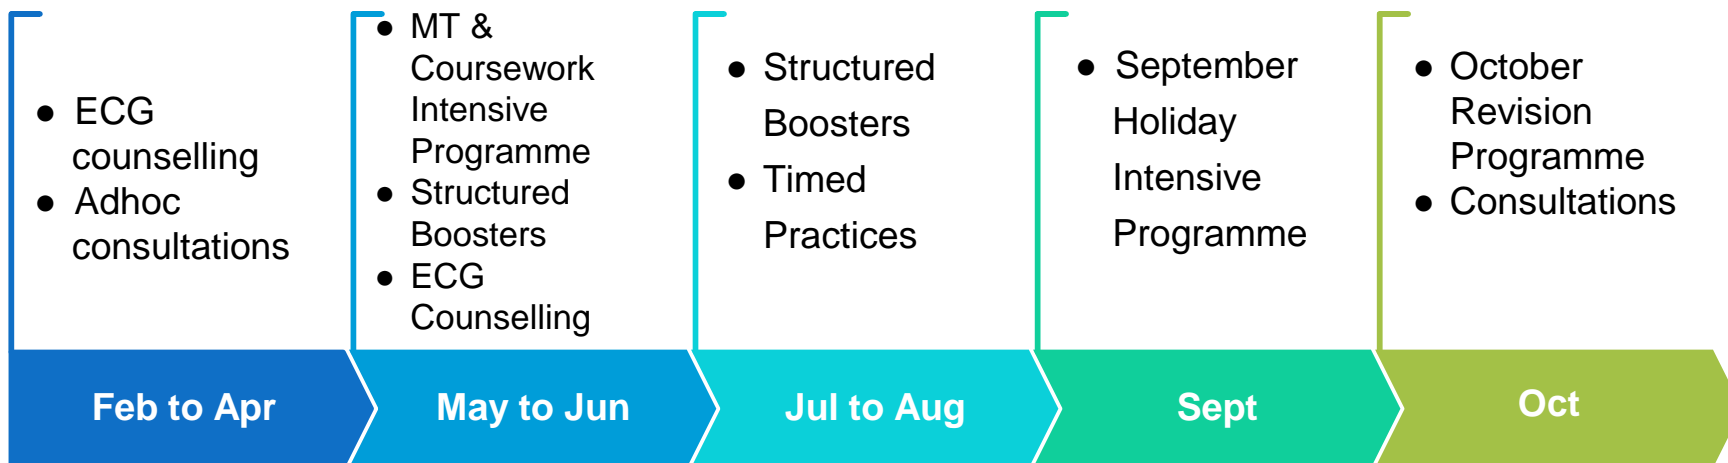 ● ECG
counselling
● Adhoc
consultations
● MT &
Coursework
Intensive
Programme
● Structured
Boosters
● ECG
Counselling
● Structured
Boosters
● Timed
Practices
● September
Holiday
Intensive
Programme
● October
Revision
Programme
● Consultations
Feb to Apr
May to Jun
Jul to Aug
Sept
Oct